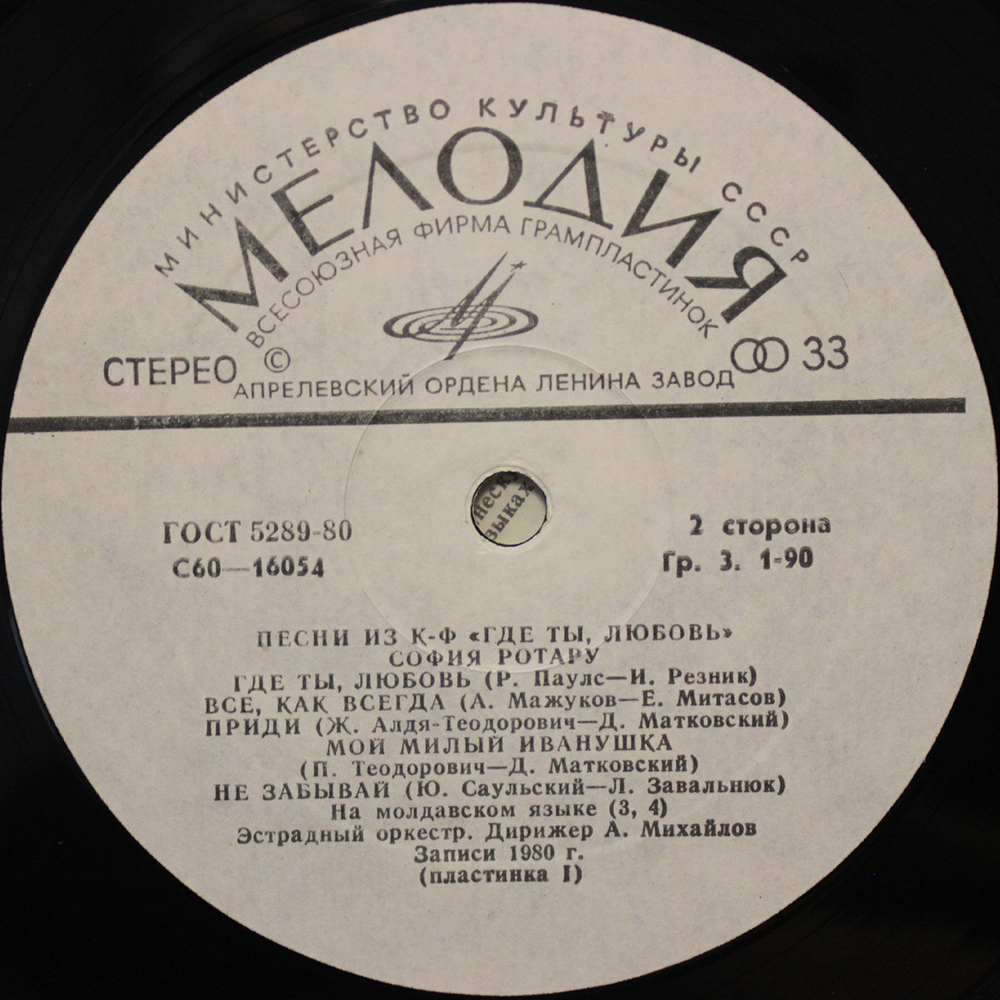 МИНИСТЕРСТВО КУЛЬТУРЫ СССР
МЕЛОДИЯ
ВСЕСОЮЗНАЯ ФИРМА ГРАМПЛАСТИНОК
СТЕРЕО © 33
АПРЕЛЕВСКИЙ ОРДЕНА ЛЕНИНА ЗАВОД
ГОСТ 5289-80 2 сторона
С60—16054 Гр. 3. 1-90
ПЕСНИ ИЗ К-Ф «ГДЕ ТЫ, ЛЮБОВЬ»
СОФИЯ РОТАРУ
ГДЕ ТЫ, ЛЮБОВЬ (Р. Паулс—И. Резник)
ВСЕ, КАК ВСЕГДА (А. Мажуков—Е. Митасов)
ПРИДИ (Ж. Алдя-Теодорович—Д. Матковский)
МОЙ МИЛЫЙ ИВАНУШКА
(П. Теодорович—Д. Матковский)
НЕ ЗАБЫВАЙ (Ю. Саульский—Л. Завальнюк)
На молдавском языке (3, 4)
Эстрадный оркестр. Дирижер А. Михайлов
Записи 1980 г.
(пластинка I)